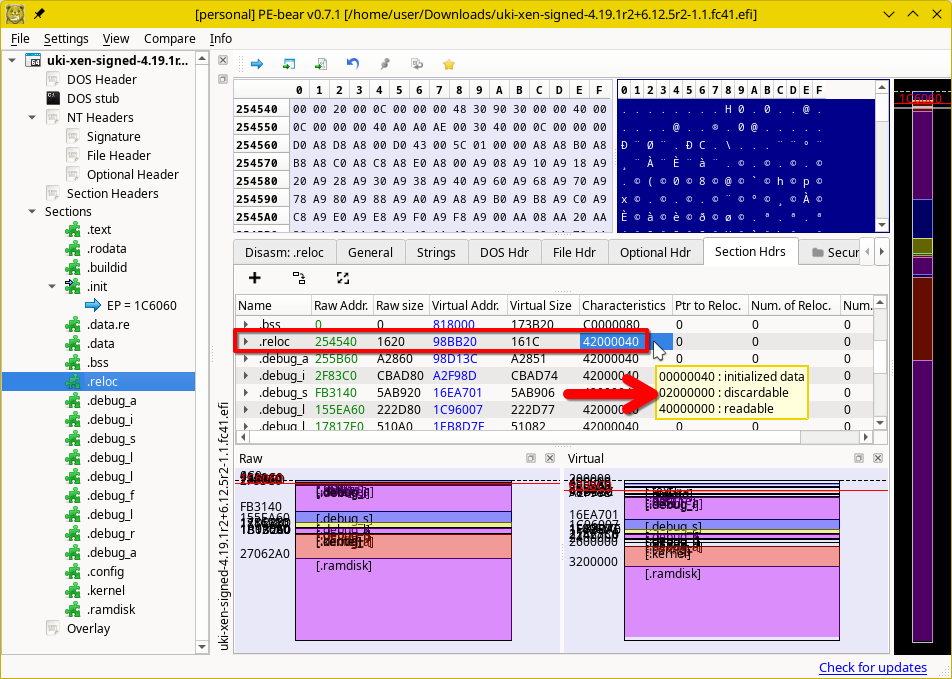 [personal] PE-bear v0.7.1 [/home/user/Downloads/uki-xen-signed-4.19.1r2+6.12.5r2-1.1.fc41.efi]
File Settings View Compare Info
uki-xen-signed-4.19.1r...
DOS Header
DOS stub
NT Headers
Signature
File Header
Optional Header
Section Headers
Sections
.text
.rodata
.buildid
.init
EP = 1C6060
.data.re
.data
.bss
.reloc
.debug_a
.debug_i
.debug_s
.debug_l
.debug_l
.debug_f
.debug_l
.debug_r
.debug_a
.config
.kernel
.ramdisk
Overlay
uki-xen-signed-4.19.1r2+6.12.5r2-1.1.fc41.efi
0 1 2 3 4 5 6 7 8 9 A B C D E F
254540 00 00 20 00 0C 00 00 00 48 30 90 30 00 00 40 00
254550 0C 00 00 00 40 A0 A0 AE 00 30 40 00 0C 00 00 00
254560 D0 A8 D8 A8 00 D0 43 00 5C 01 00 00 A8 A8 B0 A8
254570 B8 A8 C0 A8 C8 A8 E0 A8 00 A9 08 A9 10 A9 18 A9
254580 20 A9 28 A9 30 A9 38 A9 40 A9 60 A9 68 A9 70 A9
254590 78 A9 80 A9 88 A9 A0 A9 A8 A9 B0 A9 B8 A9 C0 A9
2545A0 C8 A9 E0 A9 E8 A9 F0 A9 F8 A9 00 AA 08 AA 20 AA
0 1 2 3 4 5 6 7 8 9 A B C D E F
. . . . . . . . H 0 . 0 . . @ .
. . . . @ . . ® . 0 @ . . . . .
Ð ¨ Ø ¨ . Ð C . \ . . . ¨ ¨ ° ¨
¸ ¨ À ¨ È ¨ à ¨ . © . © . © . ©
. © ( © 0 © 8 © @ © ` © h © p ©
x © . © . © . © ¨ © ° © ¸ © À ©
È © à © è © ð © ø © . ª . ª . ª
1C6060
Disasm: .reloc General Strings DOS Hdr File Hdr Optional Hdr Section Hdrs Secur
Name Raw Addr. Raw size Virtual Addr. Virtual Size Characteristics Ptr to Reloc. Num. of Reloc. Num.
.bss 0 0 818000 173B20 C0000080 0 0 0
.reloc 254540 1620 98BB20 161C 42000040 0 0 0
.debug_a 255B60 A2860 98D13C A2851 42000040 0 0 0
.debug_i 2F83C0 CBAD80 A2F98D CBAD74 42000040 0
.debug_s FB3140 5AB920 16EA701 5AB906 0
.debug_l 155EA60 222D80 1C96007 222D77 0
.debug_l 17817E0 510A0 1EB8D7E 51082 42000040 0 0 0
00000040 : initialized data
02000000 : discardable
40000000 : readable
Raw
FB3140
155EA60
27062A0
[.debug_s]
[.kernel]
[.ramdisk]
Virtual
16EA701
1C96007
3200000
[.debug_s]
[.kernel]
[.ramdisk]
Check for updates